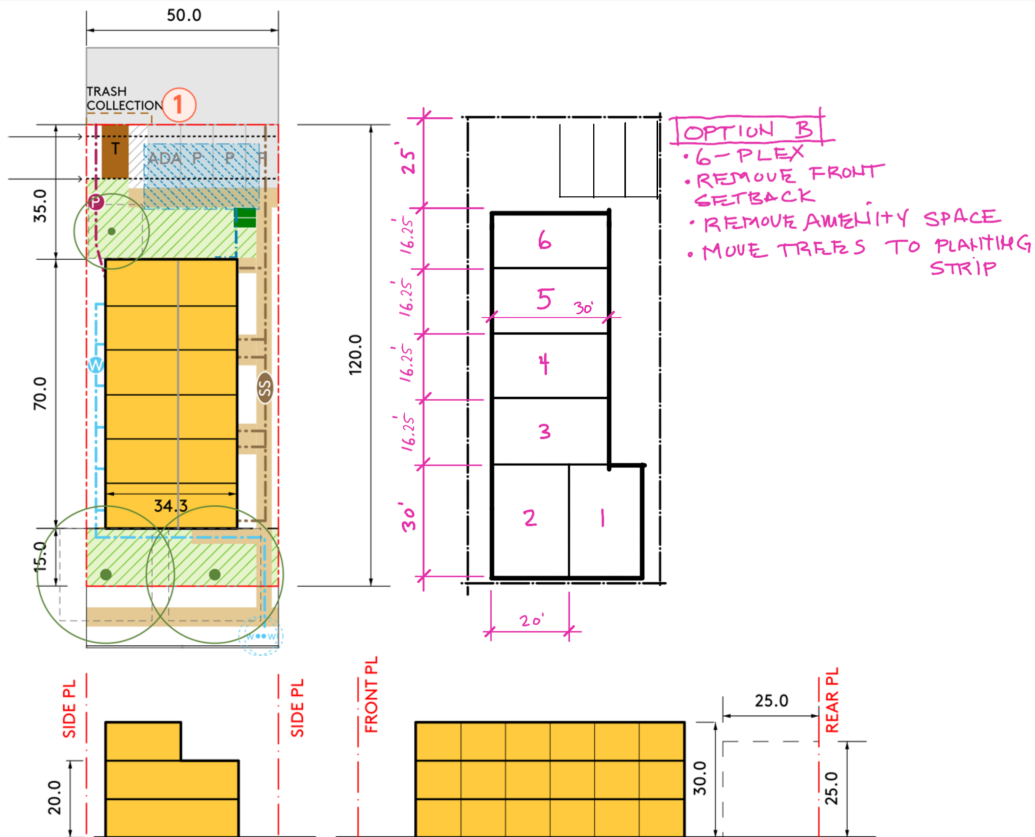 50.0
TRASH
COLLECTION
1
T
ADA P P P
P
35.0
70.0
15.0
120.0
W
SS
34.3
W W
25'
16.25'
16.25'
16.25'
16.25'
30'
6
5
30'
4
3
2
1
20'
OPTION B
• 6-PLEX
• REMOVE FRONT
SETBACK
• REMOVE AMENITY SPACE
• MOVE TREES TO PLANTING
STRIP
SIDE PL
SIDE PL
20.0
FRONT PL
30.0
25.0
REAR PL
25.0